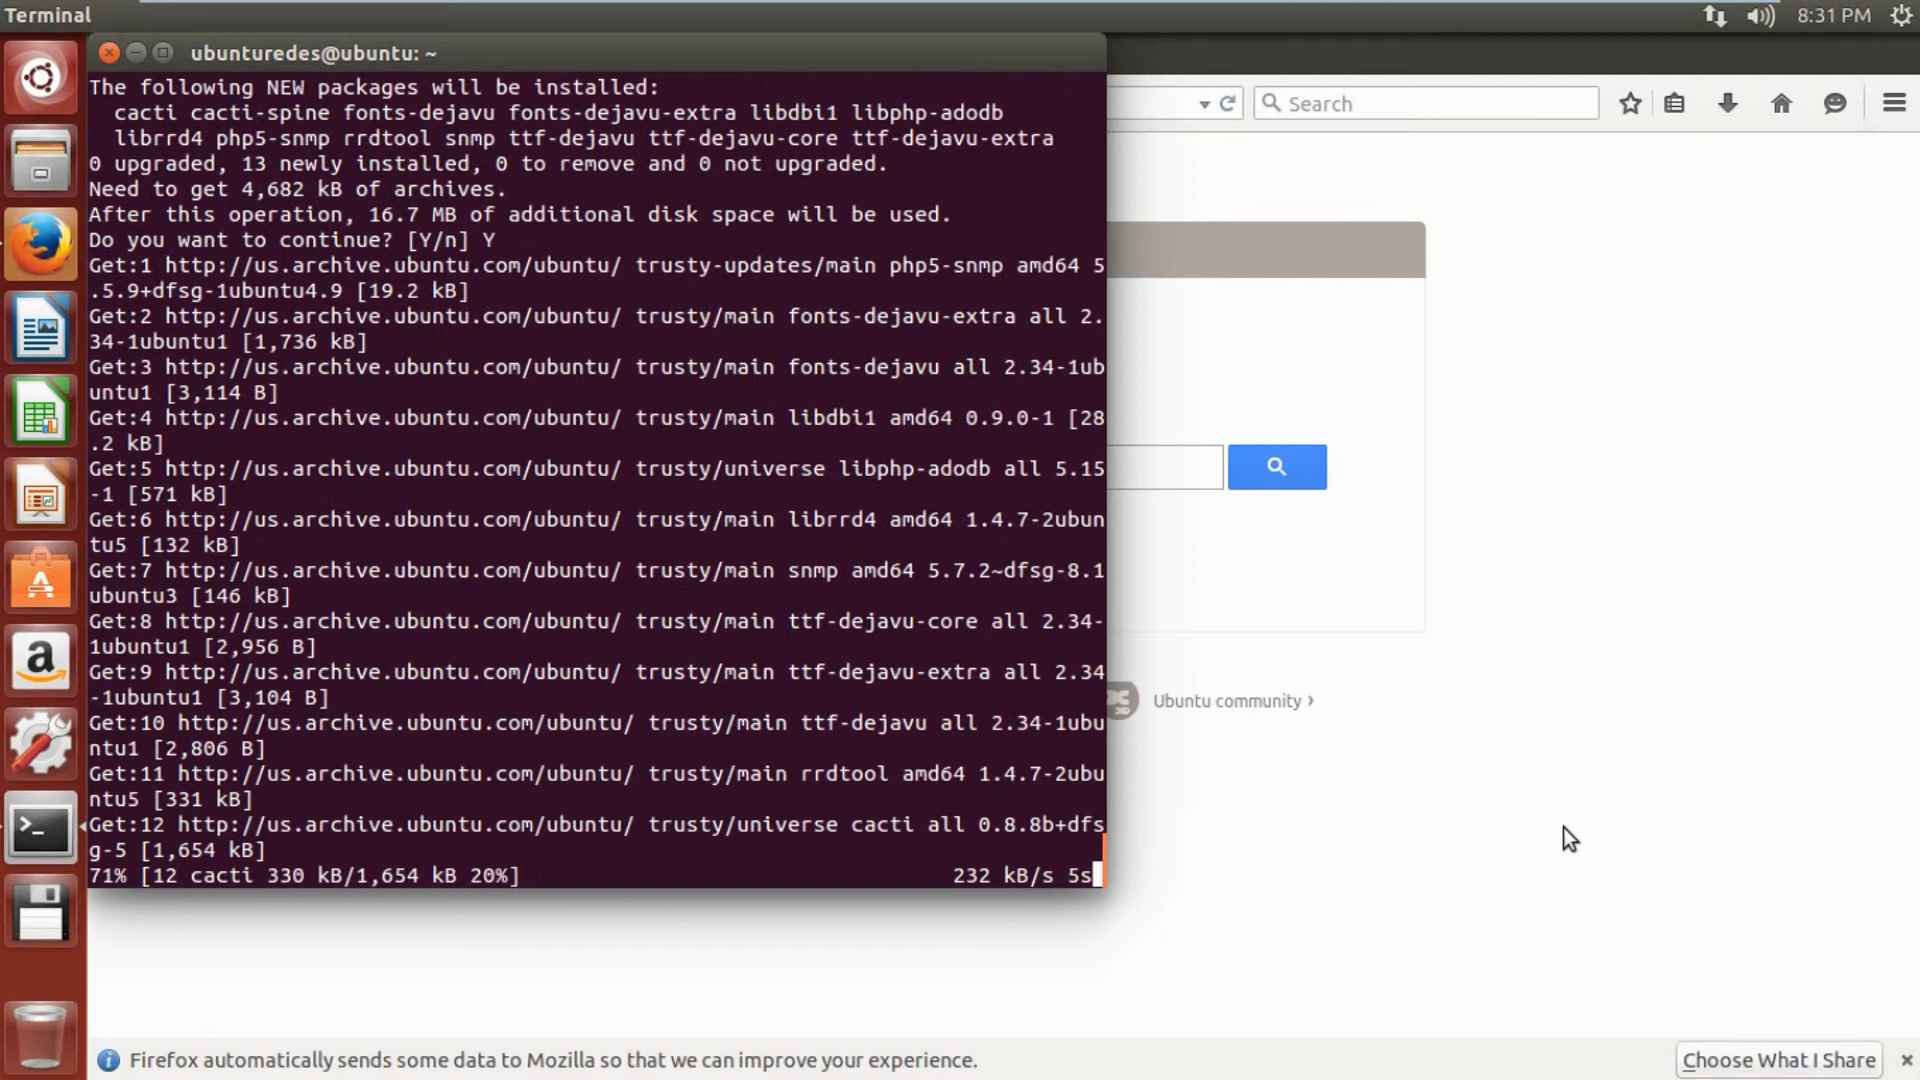 Terminal
8:31 PM
ubunturedes@ubuntu: ~
The following NEW packages will be installed:
cacti cacti-spine fonts-dejavu fonts-dejavu-extra libdbi1 libphp-adodb
librrd4 php5-snmp rrdtool snmp ttf-dejavu ttf-dejavu-core ttf-dejavu-extra
0 upgraded, 13 newly installed, 0 to remove and 0 not upgraded.
Need to get 4,682 kB of archives.
After this operation, 16.7 MB of additional disk space will be used.
Do you want to continue? [Y/n] Y
Get:1 http://us.archive.ubuntu.com/ubuntu/ trusty-updates/main php5-snmp amd64 5
.5.9+dfsg-1ubuntu4.9 [19.2 kB]
Get:2 http://us.archive.ubuntu.com/ubuntu/ trusty/main fonts-dejavu-extra all 2.
34-1ubuntu1 [1,736 kB]
Get:3 http://us.archive.ubuntu.com/ubuntu/ trusty/main fonts-dejavu all 2.34-1ub
untu1 [3,114 B]
Get:4 http://us.archive.ubuntu.com/ubuntu/ trusty/main libdbi1 amd64 0.9.0-1 [28
.2 kB]
Get:5 http://us.archive.ubuntu.com/ubuntu/ trusty/universe libphp-adodb all 5.15
-1 [571 kB]
Get:6 http://us.archive.ubuntu.com/ubuntu/ trusty/main librrd4 amd64 1.4.7-2ubun
tu5 [132 kB]
Get:7 http://us.archive.ubuntu.com/ubuntu/ trusty/main snmp amd64 5.7.2~dfsg-8.1
ubuntu3 [146 kB]
Get:8 http://us.archive.ubuntu.com/ubuntu/ trusty/main ttf-dejavu-core all 2.34-
1ubuntu1 [2,956 B]
Get:9 http://us.archive.ubuntu.com/ubuntu/ trusty/main ttf-dejavu-extra all 2.34
-1ubuntu1 [3,104 B]
Get:10 http://us.archive.ubuntu.com/ubuntu/ trusty/main ttf-dejavu all 2.34-1ubu
ntu1 [2,806 B]
Get:11 http://us.archive.ubuntu.com/ubuntu/ trusty/main rrdtool amd64 1.4.7-2ubu
ntu5 [331 kB]
Get:12 http://us.archive.ubuntu.com/ubuntu/ trusty/universe cacti all 0.8.8b+dfs
g-5 [1,654 kB]
71% [12 cacti 330 kB/1,654 kB 20%] 232 kB/s 5s
Search
Ubuntu community ›
Firefox automatically sends some data to Mozilla so that we can improve your experience.
Choose What I Share